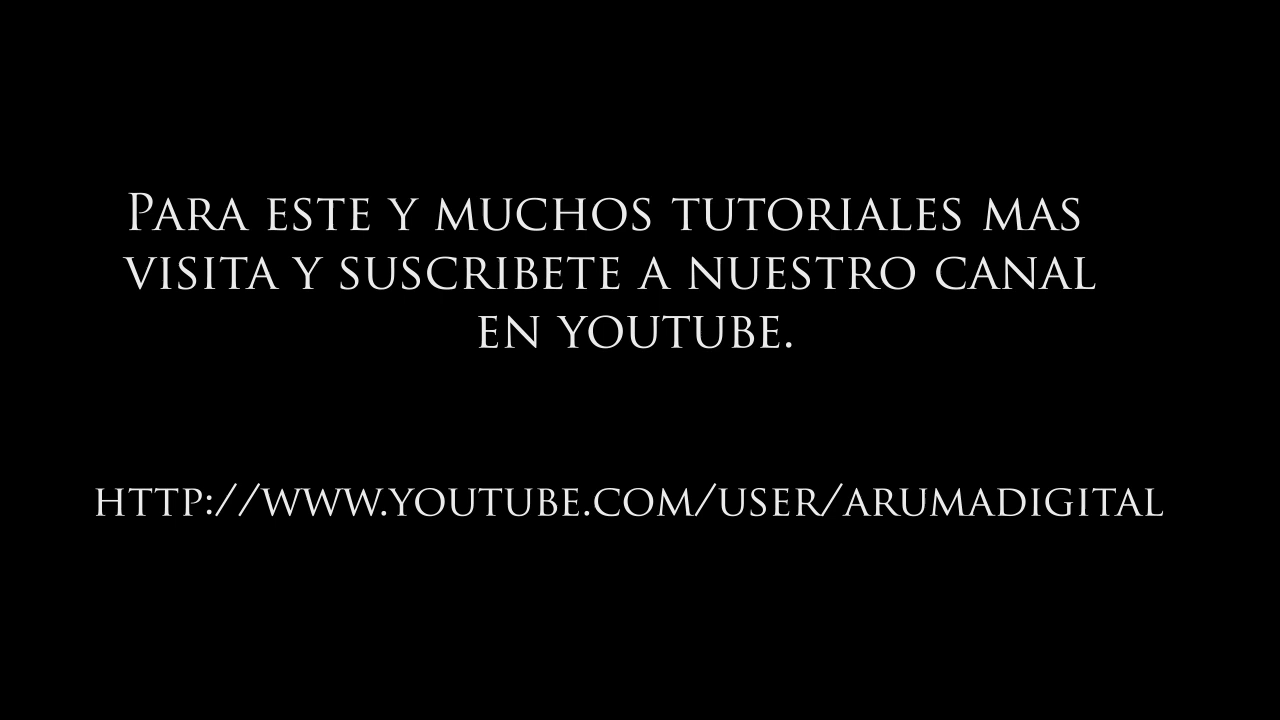 Para este y muchos tutoriales mas
visita y suscribete a nuestro canal
en youtube.
http://www.youtube.com/user/arumadigital